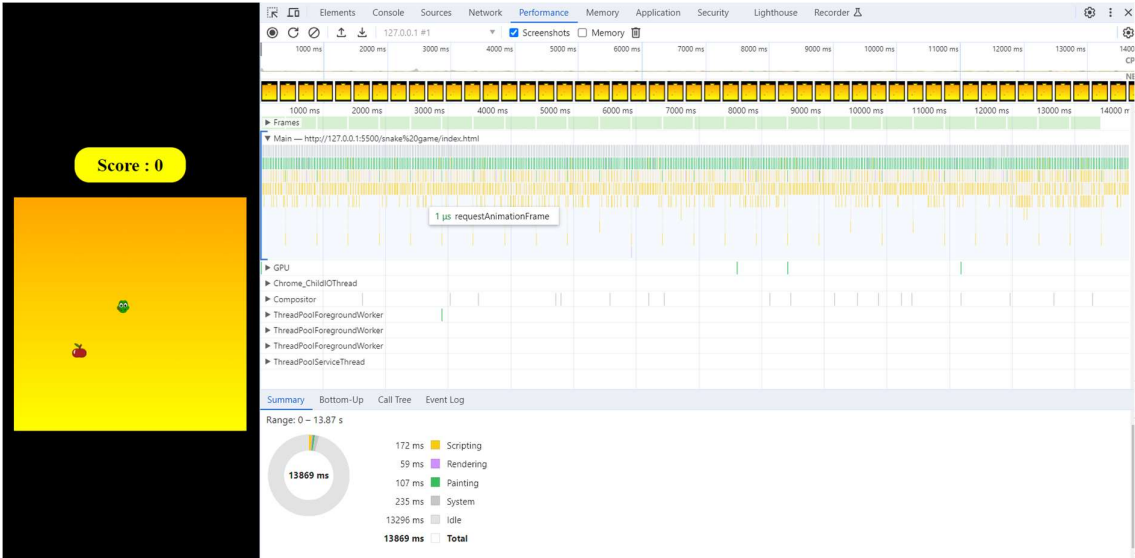 Score : 0
Elements Console Sources Network Performance Memory Application Security Lighthouse Recorder
127.0.0.1 #1 Screenshots Memory
1000 ms 2000 ms 3000 ms 4000 ms 5000 ms 6000 ms 7000 ms 8000 ms 9000 ms 10000 ms 11000 ms 12000 ms 13000 ms 1400
CP
NE
1000 ms 2000 ms 3000 ms 4000 ms 5000 ms 6000 ms 7000 ms 8000 ms 9000 ms 10000 ms 11000 ms 12000 ms 13000 ms 14000 m
Frames
Main — http://127.0.0.1:5500/snake%20game/index.html
1 μs requestAnimationFrame
GPU
Chrome_ChildIOThread
Compositor
ThreadPoolForegroundWorker
ThreadPoolForegroundWorker
ThreadPoolForegroundWorker
ThreadPoolServiceThread
Summary Bottom-Up Call Tree Event Log
Range: 0 – 13.87 s
13869 ms
172 ms Scripting
59 ms Rendering
107 ms Painting
235 ms System
13296 ms Idle
13869 ms Total